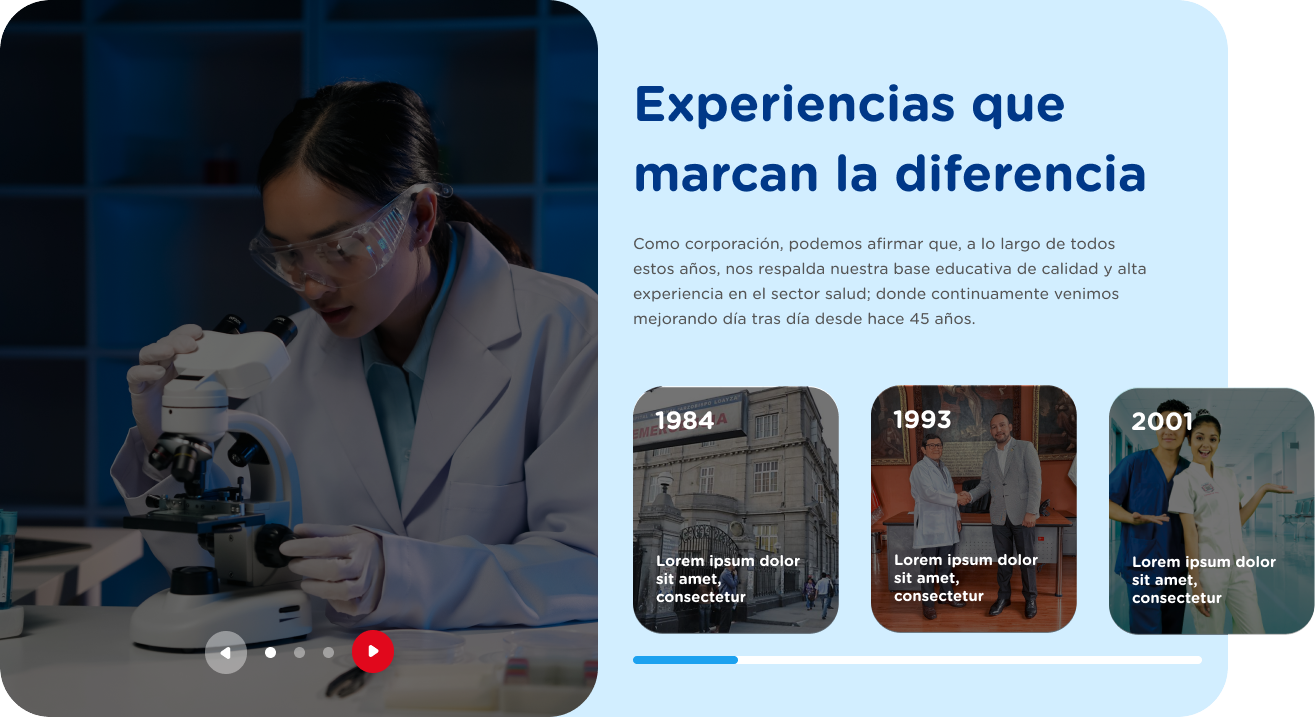 Experiencias que
marcan la diferencia
Como corporación, podemos afirmar que, a lo largo de todos
estos años, nos respalda nuestra base educativa de calidad y alta
experiencia en el sector salud; donde continuamente venimos
mejorando día tras día desde hace 45 años.
1984
Lorem ipsum dolor
sit amet,
consectetur
1993
Lorem ipsum dolor
sit amet,
consectetur
2001
Lorem ipsum dolor
sit amet,
consectetur